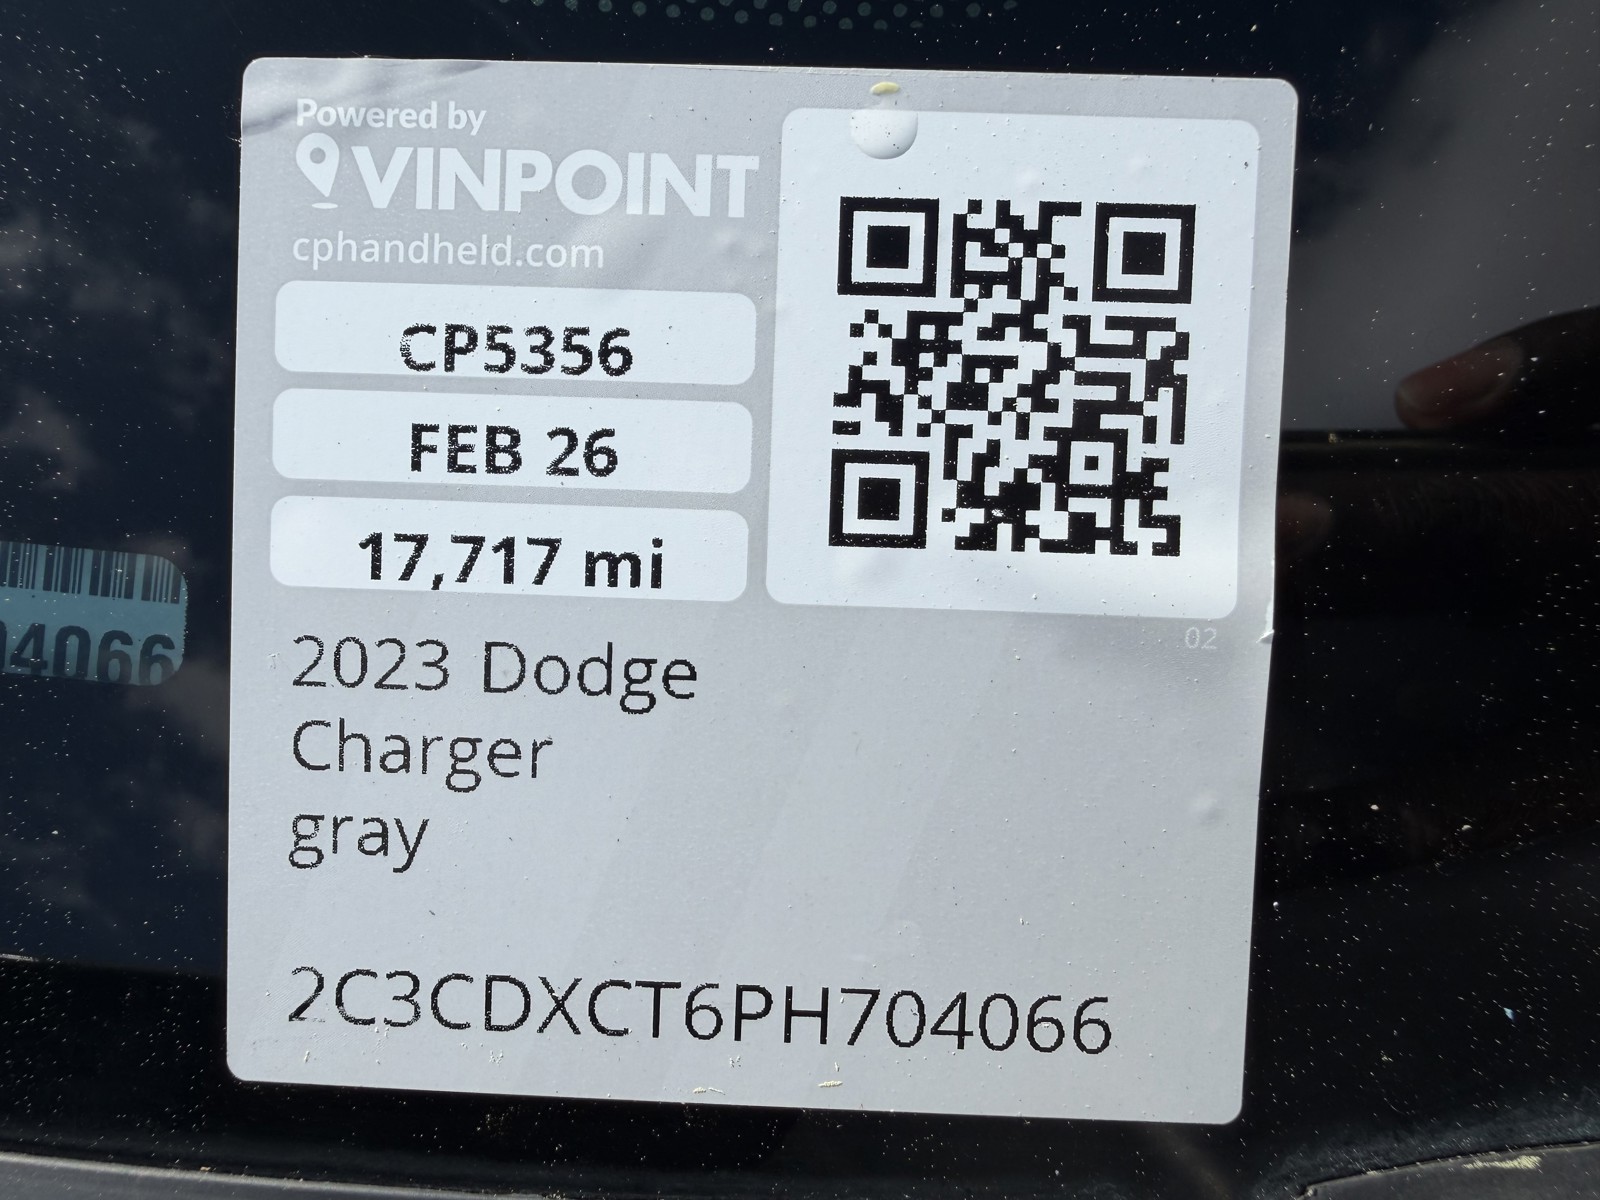 Powered by
VINPOINT
cphandheld.com
CP5356
FEB 26
17,717 mi
02
2023 Dodge
Charger
gray
2C3CDXCT6PH704066
04066